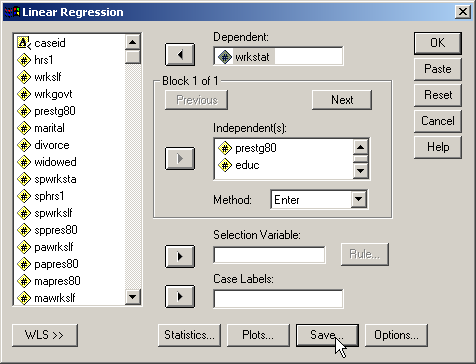 Linear Regression
caseid
hrs1
wrkslf
wrkgovt
prestg80
marital
divorce
widowed
spwrksta
sphrs1
spwrkslf
sppres80
pawrkslf
papres80
mapres80
mawrkslf
Dependent:
wrkstat
Block 1 of 1
Previous
Next
Independent(s):
prestg80
educ
Method:
Enter
Selection Variable:
Rule...
Case Labels:
OK
Paste
Reset
Cancel
Help
WLS >>
Statistics...
Plots...
Save...
Options...